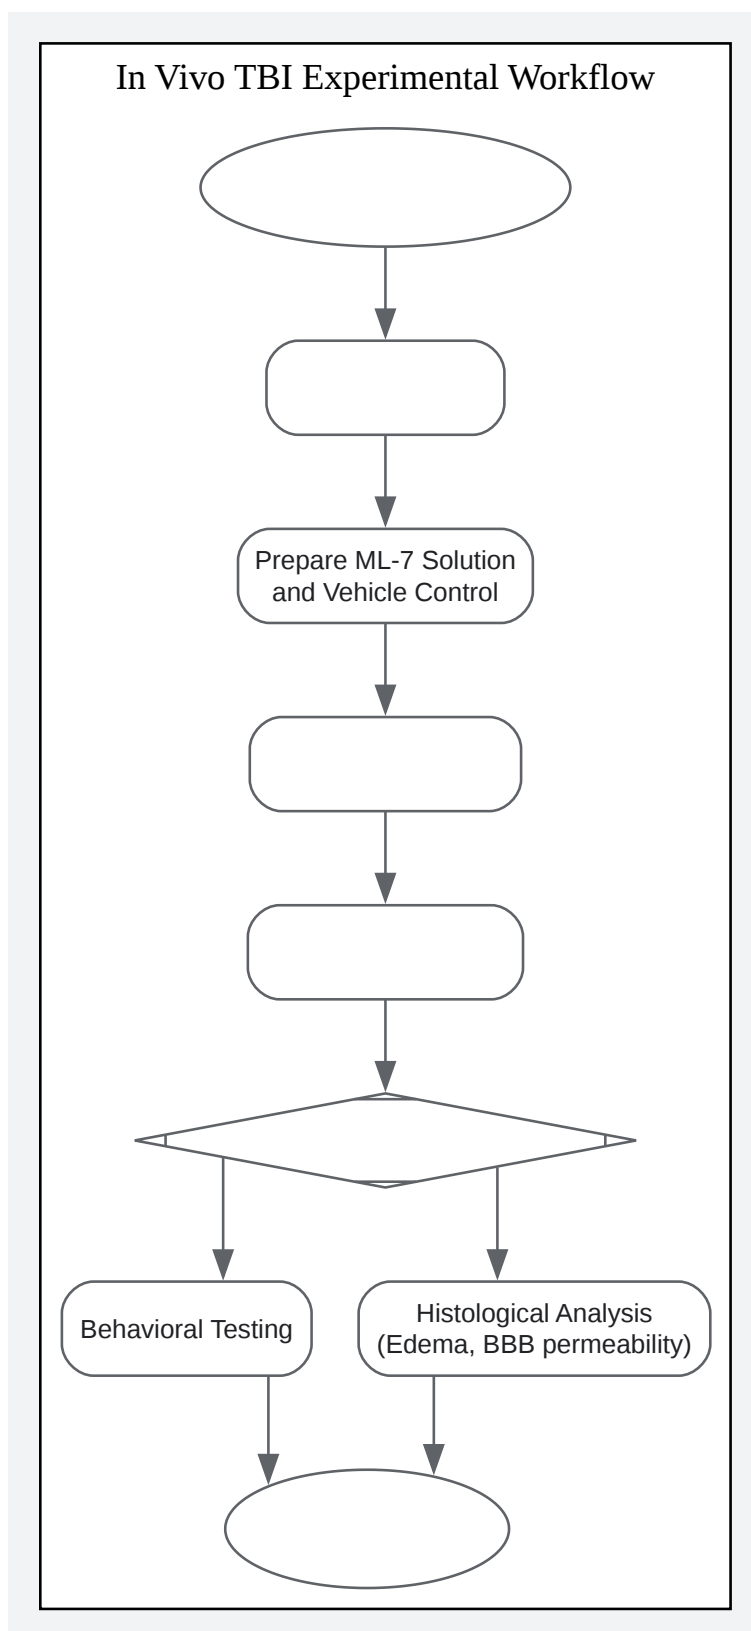 In Vivo TBI Experimental Workflow
Prepare ML-7 Solution
and Vehicle Control
Behavioral Testing
Histological Analysis
(Edema, BBB permeability)